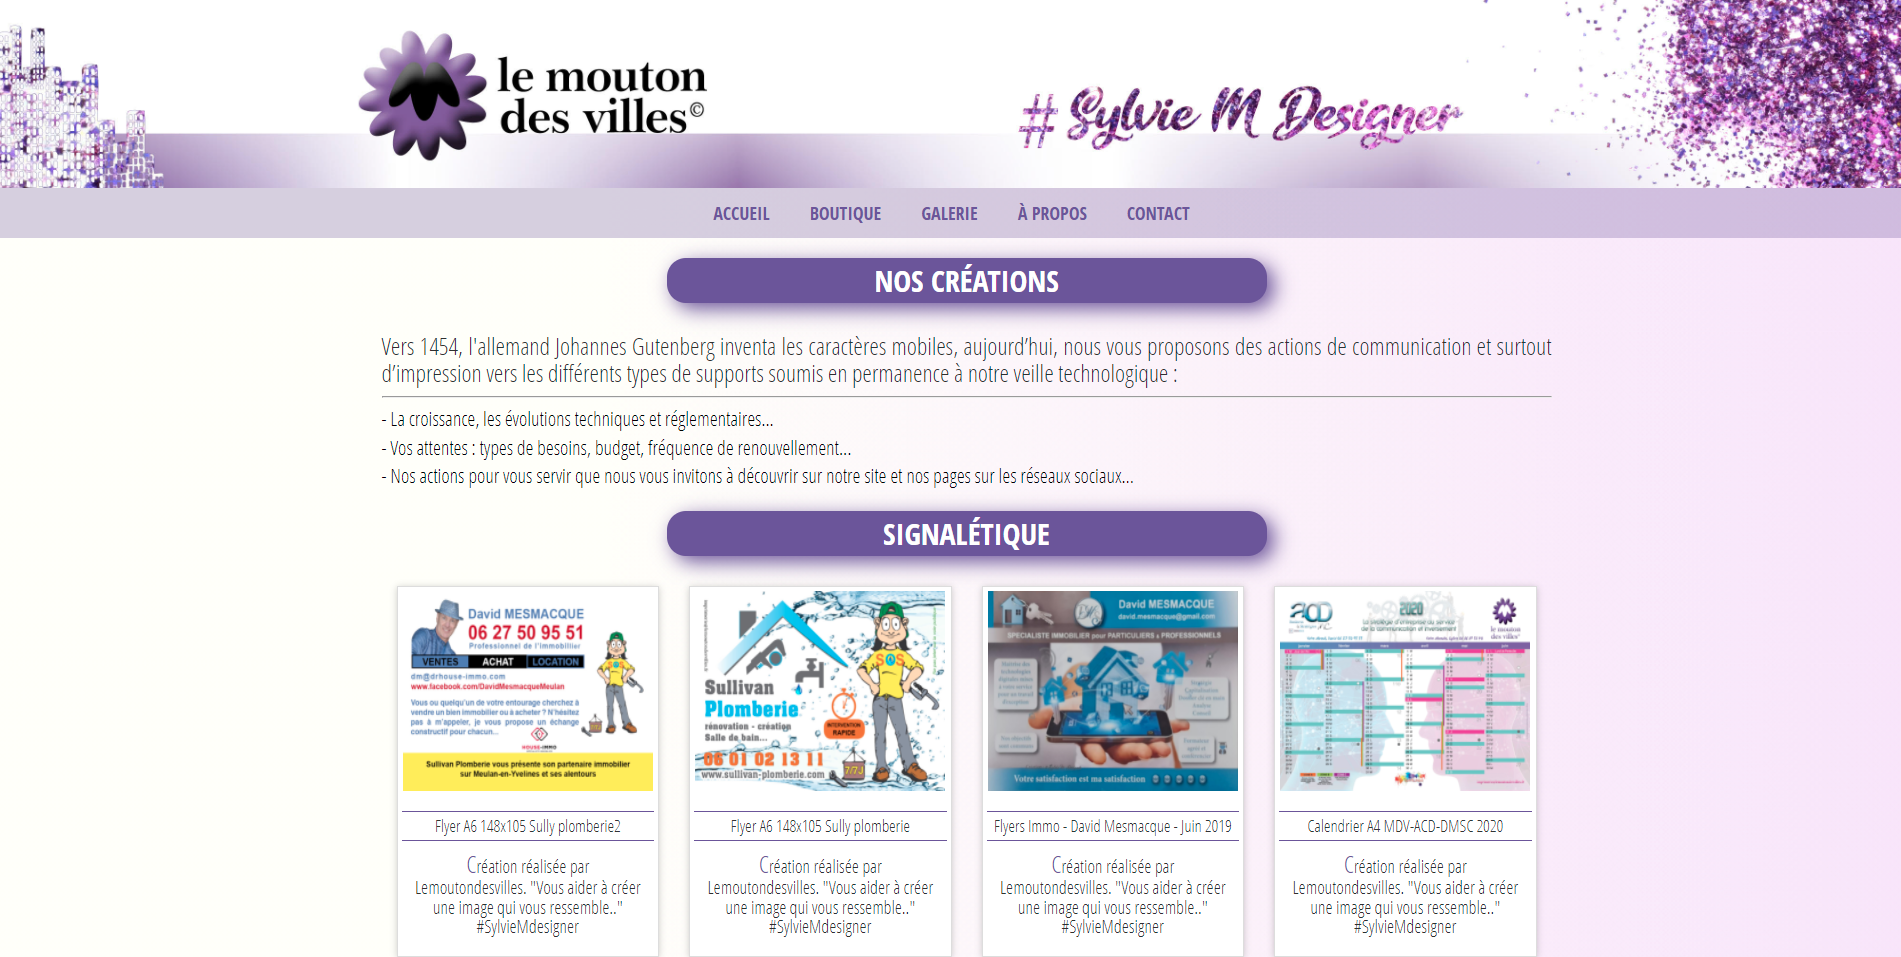 le mouton
des villes©
# Sylvie M Designer
ACCUEIL BOUTIQUE GALERIE À PROPOS CONTACT
NOS CRÉATIONS
Vers 1454, l'allemand Johannes Gutenberg inventa les caractères mobiles, aujourd’hui, nous vous proposons des actions de communication et surtout
d’impression vers les différents types de supports soumis en permanence à notre veille technologique :
- La croissance, les évolutions techniques et réglementaires...
- Vos attentes : types de besoins, budget, fréquence de renouvellement...
- Nos actions pour vous servir que nous vous invitons à découvrir sur notre site et nos pages sur les réseaux sociaux...
SIGNALÉTIQUE
David MESMACQUE
06 27 50 95 51
Professionnel de l'Immobilier
VENTES ACHAT LOCATION
dm@drhouse-immo.com
www.facebook.com/DavidMesmacqueMeulan
Vous ou quelqu'un de votre entourage cherchez à
vendre un bien immobilier ou à acheter ? N'hésitez
pas à m'appeler, je vous propose un échange
constructif pour chacun...
HOUSE-IMMO
Sullivan Plomberie vous présente son partenaire immobilier
sur Meulan-en-Yvelines et ses alentours
Flyer A6 148x105 Sully plomberie2
Création réalisée par
Lemoutondesvilles. "Vous aider à créer
une image qui vous ressemble.."
#SylvieMdesigner
SOS
Sullivan
Plomberie
rénovation - création
Salle de bain...
INTERVENTION
RAPIDE
06 01 02 13 11
7/7J
www.sullivan-plomberie.com
Flyer A6 148x105 Sully plomberie
Création réalisée par
Lemoutondesvilles. "Vous aider à créer
une image qui vous ressemble.."
#SylvieMdesigner
David MESMACQUE
david.mesmacque@gmail.com
SPECIALISTE IMMOBILIER pour PARTICULIERS & PROFESSIONNELS
Votre satisfaction est ma satisfaction
Flyers Immo - David Mesmacque - Juin 2019
Création réalisée par
Lemoutondesvilles. "Vous aider à créer
une image qui vous ressemble.."
#SylvieMdesigner
2020
le mouton
des villes
Calendrier A4 MDV-ACD-DMSC 2020
Création réalisée par
Lemoutondesvilles. "Vous aider à créer
une image qui vous ressemble.."
#SylvieMdesigner